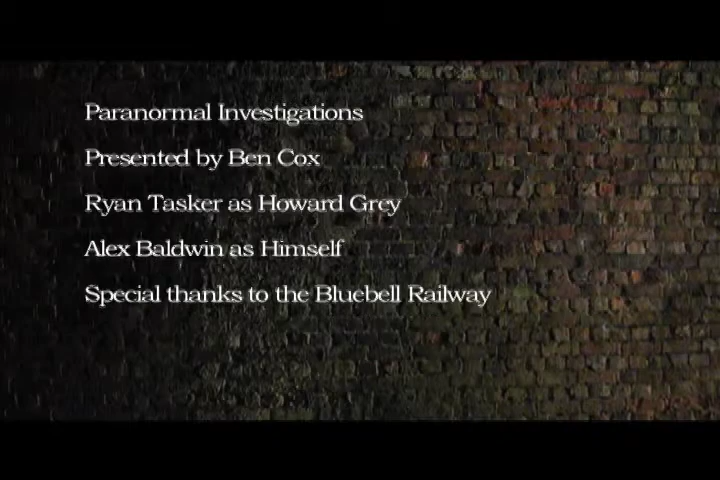 Paranormal Investigations
Presented by Ben Cox
Ryan Tasker as Howard Grey
Alex Baldwin as Himself
Special thanks to the Bluebell Railway